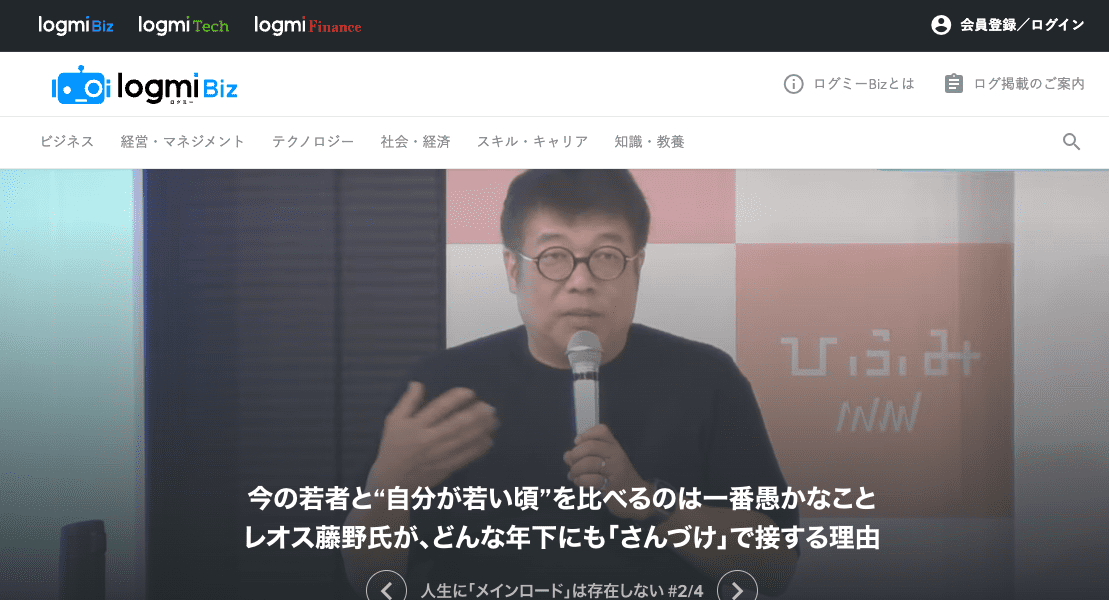 logmi Biz logmi Tech logmi Finance 会員登録／ログイン
logmi Biz ログミーBizとは ログ掲載のご案内
ログミー
ビジネス 経営・マネジメント テクノロジー 社会・経済 スキル・キャリア 知識・教養
ひふみ
今の若者と“自分が若い頃”を比べるのは一番愚かなこと
レオス藤野氏が、どんな年下にも「さんづけ」で接する理由
人生に「メインロード」は存在しない #2/4